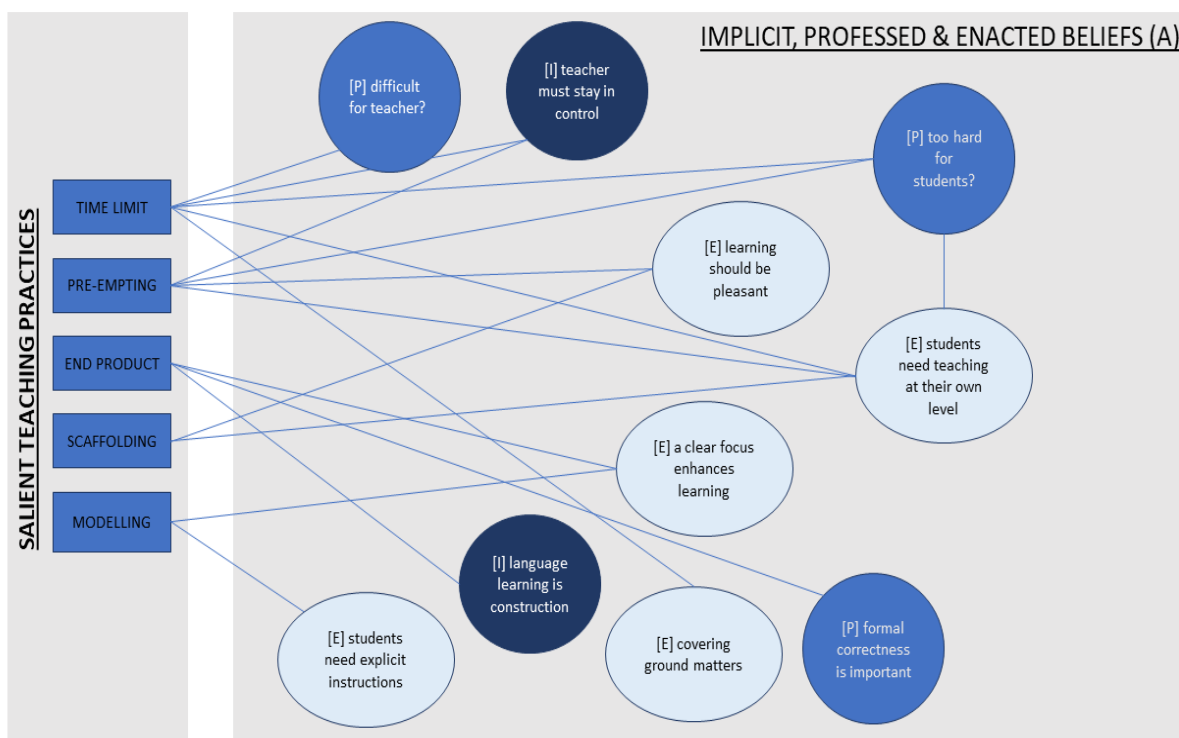 IMPLICIT, PROFESSED & ENACTED BELIEFS (A)
SALIENT TEACHING PRACTICES
TIME LIMIT
PRE-EMPTING
END PRODUCT
SCAFFOLDING
MODELLING
[P] difficult
for teacher?
[I] teacher
must stay in
control
[P] too hard
for
students?
[E] learning
should be
pleasant
[E] students
need teaching
at their own
level
[E] a clear focus
enhances
learning
[I] language
learning is
construction
[E] students
need explicit
instructions
[E] covering
ground matters
[P] formal
correctness
is important